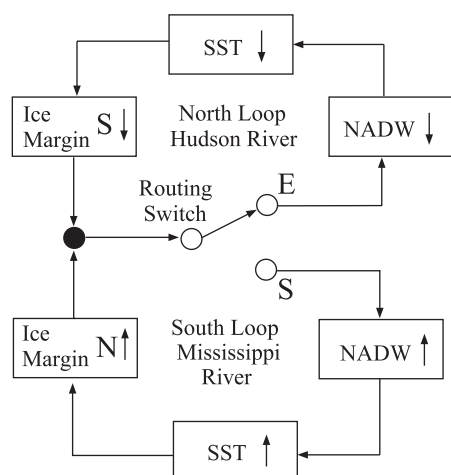 SST ↓
Ice
Margin S ↓
North Loop
Hudson River
NADW ↓
Routing
Switch
E
S
Ice
Margin N ↑
South Loop
Mississippi
River
NADW ↑
SST ↑